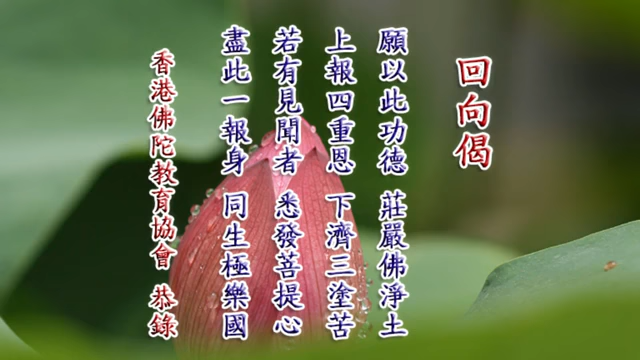 回向偈
願以此功德 莊嚴佛淨土
上報四重恩 下濟三塗苦
若有見聞者 悉發菩提心
盡此一報身 同生極樂國
香港佛陀教育協會 恭錄